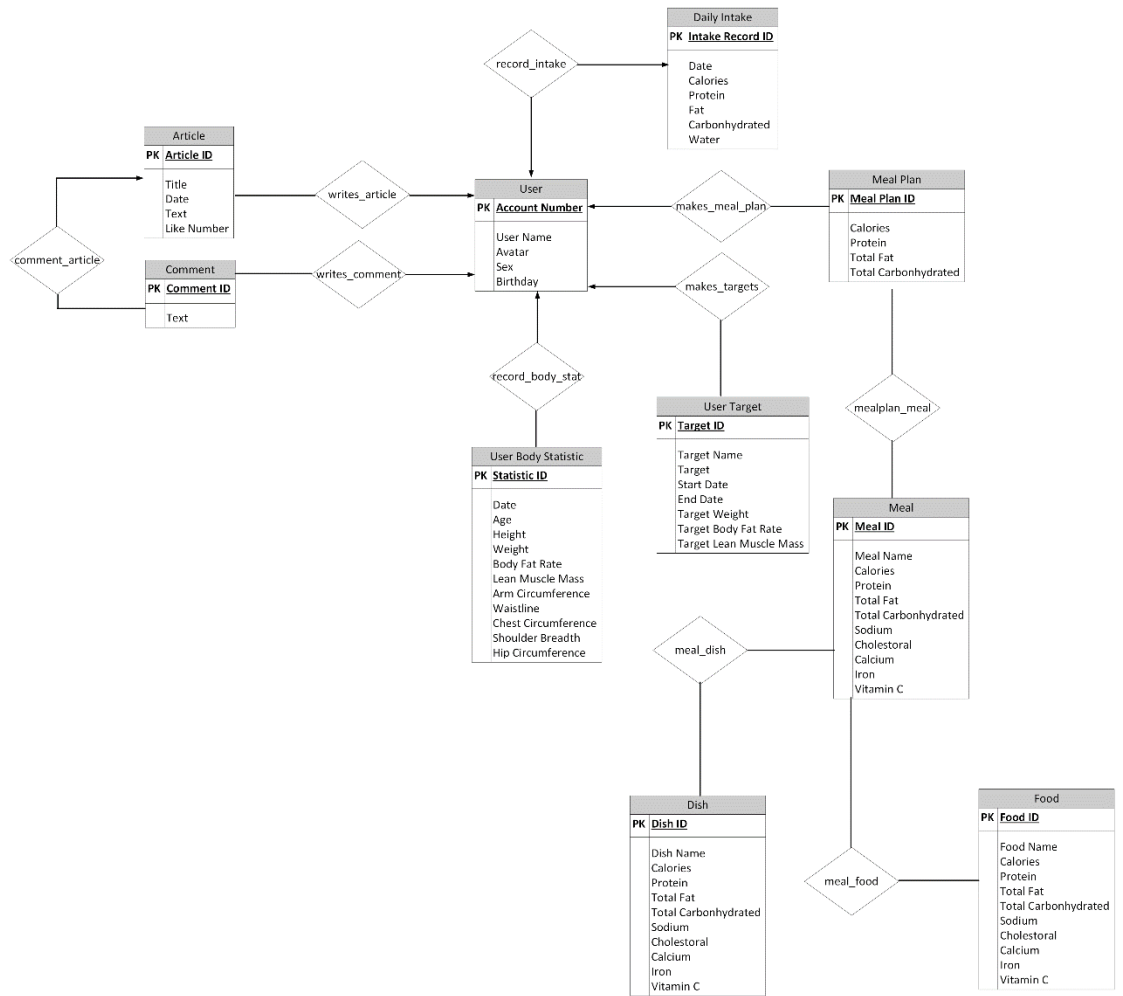 Daily Intake
PK Intake Record ID
Date
Calories
Protein
Fat
Carbonhydrated
Water
record_intake
Article
PK Article ID
Title
Date
Text
Like Number
writes_article
User
PK Account Number
User Name
Avatar
Sex
Birthday
makes_meal_plan
Meal Plan
PK Meal Plan ID
Calories
Protein
Total Fat
Total Carbonhydrated
comment_article
Comment
PK Comment ID
Text
writes_comment
makes_targets
record_body_stat
mealplan_meal
User Target
PK Target ID
Target Name
Target
Start Date
End Date
Target Weight
Target Body Fat Rate
Target Lean Muscle Mass
User Body Statistic
PK Statistic ID
Date
Age
Height
Weight
Body Fat Rate
Lean Muscle Mass
Arm Circumference
Waistline
Chest Circumference
Shoulder Breadth
Hip Circumference
Meal
PK Meal ID
Meal Name
Calories
Protein
Total Fat
Total Carbonhydrated
Sodium
Cholestoral
Calcium
Iron
Vitamin C
meal_dish
Dish
PK Dish ID
Dish Name
Calories
Protein
Total Fat
Total Carbonhydrated
Sodium
Cholestoral
Calcium
Iron
Vitamin C
meal_food
Food
PK Food ID
Food Name
Calories
Protein
Total Fat
Total Carbonhydrated
Sodium
Cholestoral
Calcium
Iron
Vitamin C